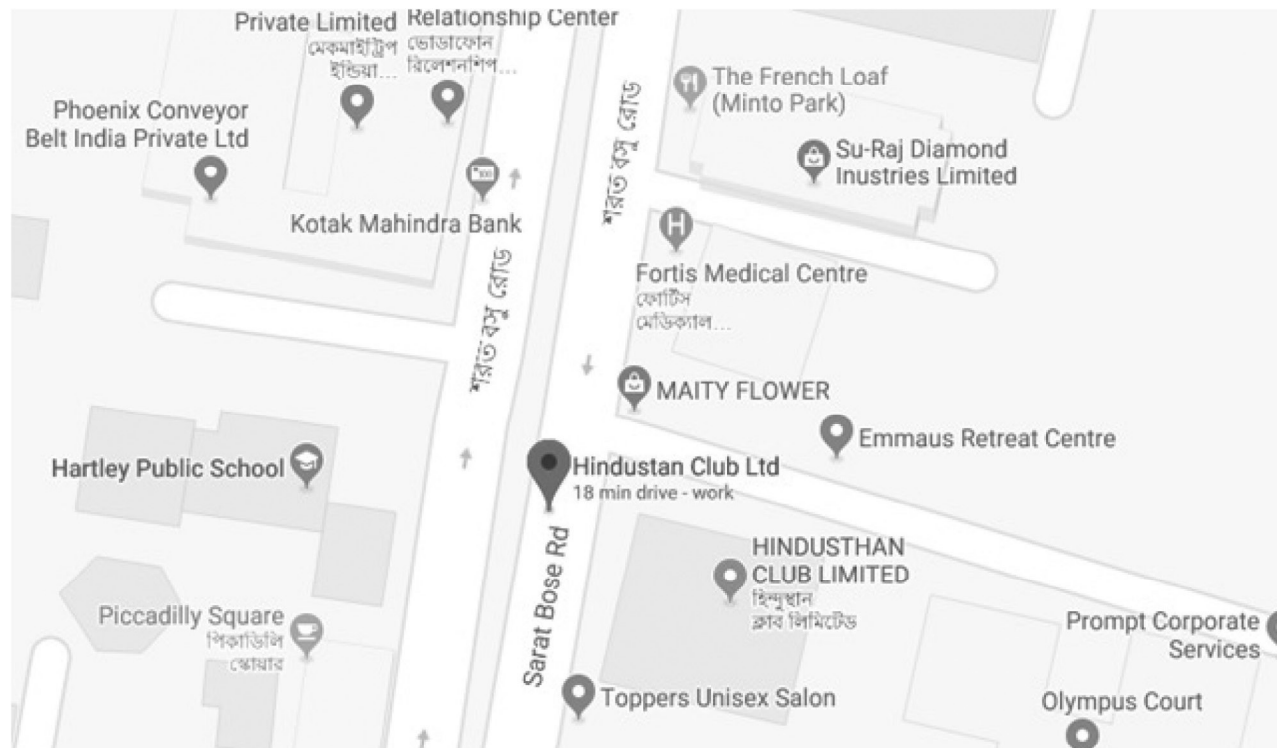 Private Limited
মেকমাইট্রিপ
ইন্ডিয়া...
Relationship Center
ভোডাফোন
রিলেশনশিপ...
The French Loaf
(Minto Park)
Phoenix Conveyor
Belt India Private Ltd
Su-Raj Diamond
Inustries Limited
শরত বসু রোড
Kotak Mahindra Bank
Fortis Medical Centre
ফোর্টিস
মেডিক্যাল...
শরত বসু রোড
MAITY FLOWER
Emmaus Retreat Centre
Hartley Public School
Hindustan Club Ltd
18 min drive - work
Sarat Bose Rd
HINDUSTHAN
CLUB LIMITED
হিন্দুস্থান
ক্লাব লিমিটেড
Piccadilly Square
পিকাডিলি
স্কোয়ার
Prompt Corporate
Services
Toppers Unisex Salon
Olympus Court